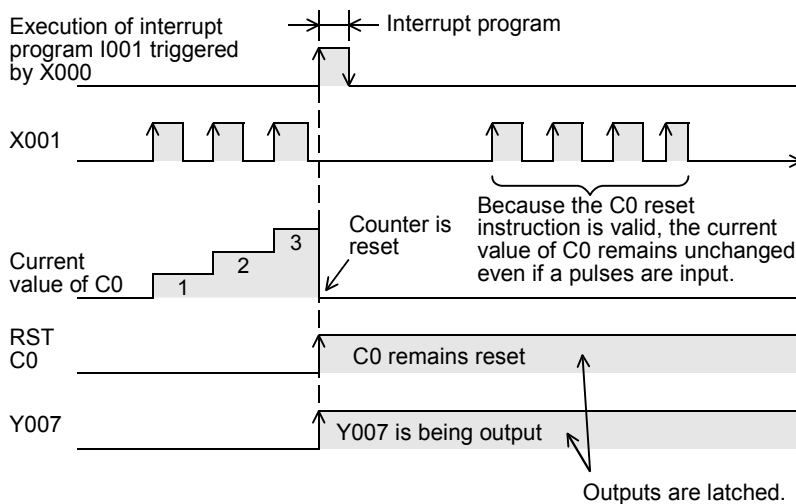 Execution of interrupt
program I001 triggered
by X000
Interrupt program
X001
Because the C0 reset
instruction is valid, the current
value of C0 remains unchanged
even if a pulses are input.
Counter is
reset
Current
value of C0
1
2
3
RST
C0
C0 remains reset
Y007
Y007 is being output
Outputs are latched.